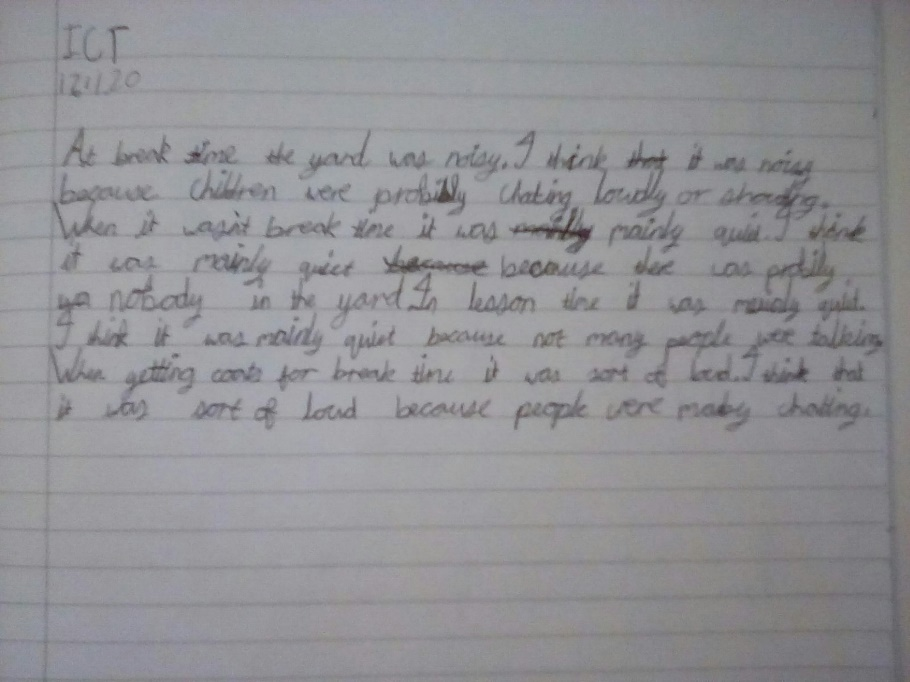 ICT
12.1.20
At break time the yard was noisy. I think that it was noisy
because children were probilly chating loudly or shouting.
When it wasn't break time it was mainly quiet. I think
it was mainly quiet because because there was probilly
nobody in the yard. In lesson time it was mainly quiet.
I think it was mainly quiet because not many people were talking.
When getting coats for break time it was sort of loud. I think that
it was sort of loud because people were chating.